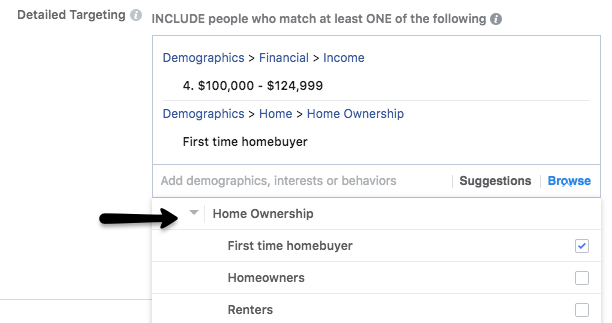 Detailed Targeting
INCLUDE people who match at least ONE of the following
Demographics > Financial > Income
4. $100,000 - $124,999
Demographics > Home > Home Ownership
First time homebuyer
Add demographics, interests or behaviors
Suggestions
Browse
Home Ownership
First time homebuyer
Homeowners
Renters